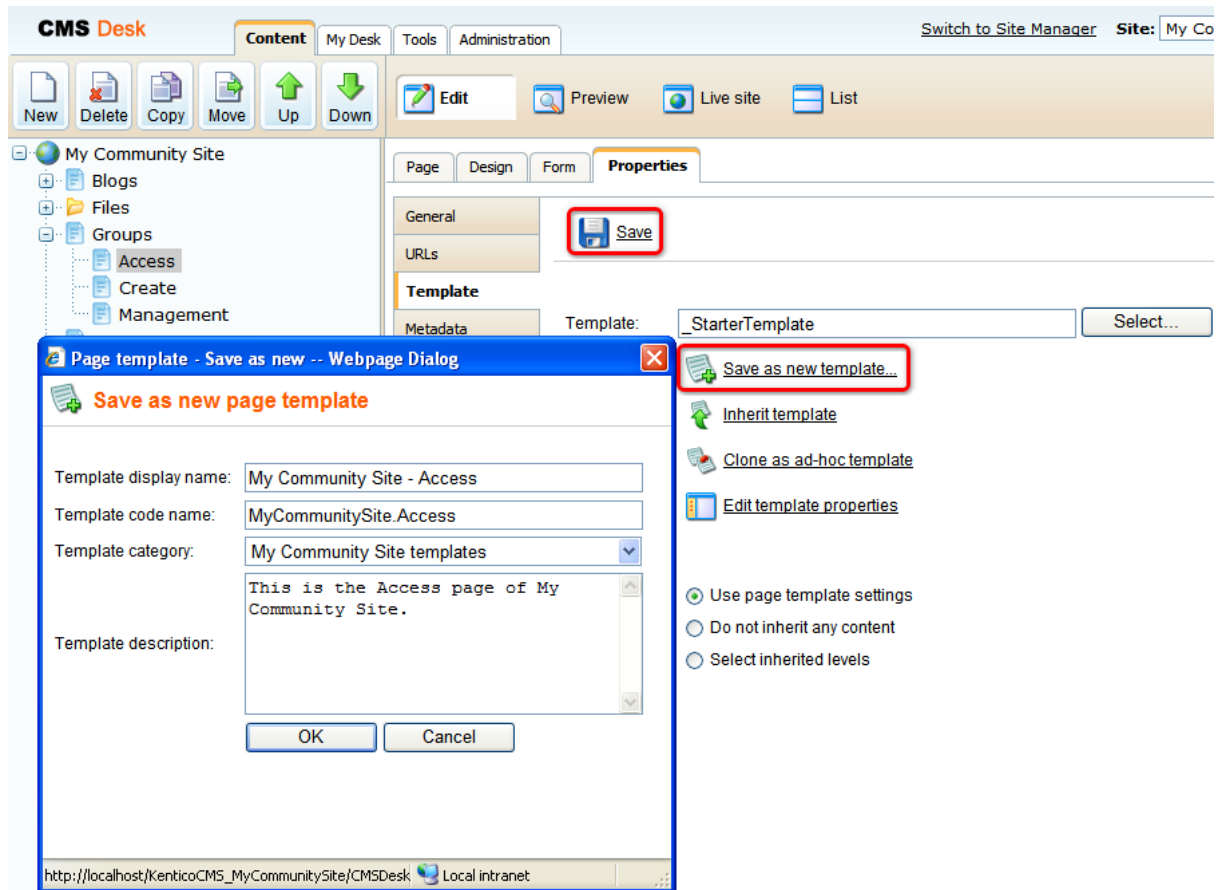 CMS Desk
Content
My Desk
Tools
Administration
Switch to Site Manager
Site: My Co
New
Delete
Copy
Move
Up
Down
Edit
Preview
Live site
List
My Community Site
Blogs
Files
Groups
Access
Create
Management
Page
Design
Form
Properties
General
URLs
Template
Metadata
Save
Template: _StarterTemplate Select...
Save as new template...
Inherit template
Clone as ad-hoc template
Edit template properties
Use page template settings
Do not inherit any content
Select inherited levels
Page template - Save as new -- Webpage Dialog
Save as new page template
Template display name: My Community Site - Access
Template code name: MyCommunitySite.Access
Template category: My Community Site templates
Template description:
This is the Access page of My
Community Site.
OK
Cancel
http://localhost/KenticoCMS_MyCommunitySite/CMSDesk
Local intranet